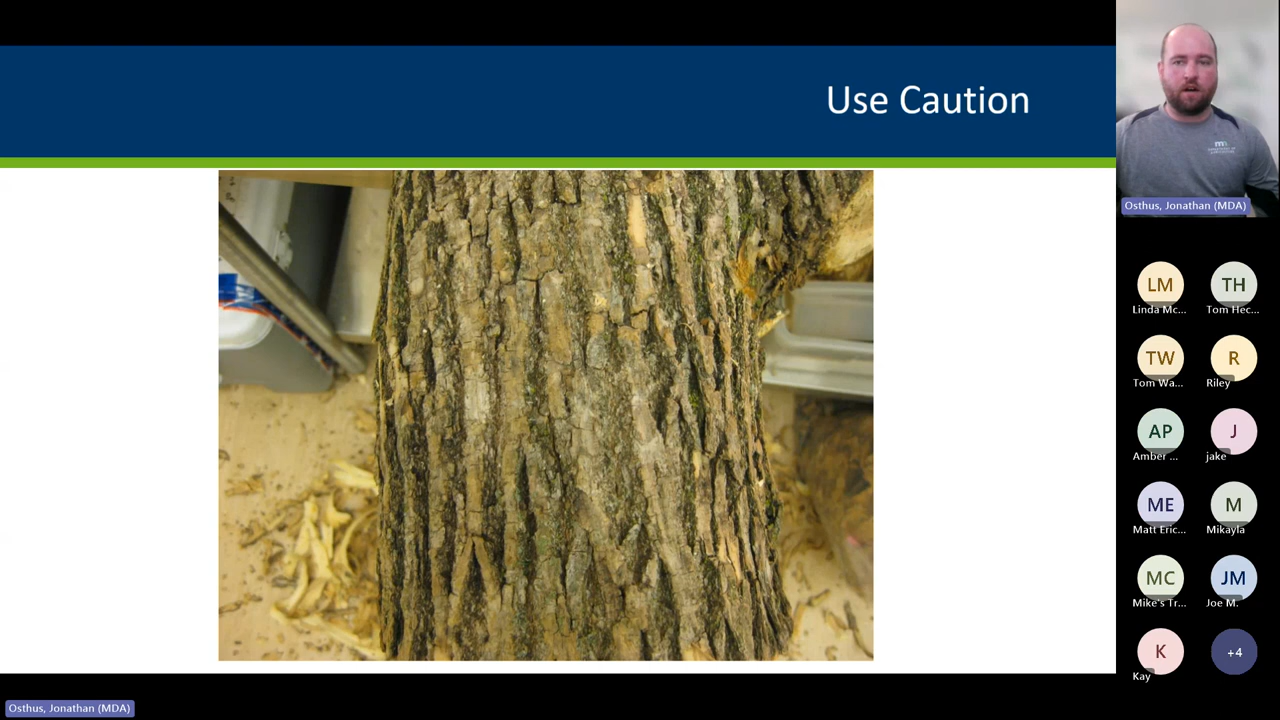 Use Caution
Osthus, Jonathan (MDA)
LM
Linda Mc...
TH
Tom Hec...
TW
Tom Wa...
R
Riley
AP
Amber ...
J
jake
ME
Matt Eric...
M
Mikayla
MC
Mike's Tr...
JM
Joe M.
K
Kay
+4
Osthus, Jonathan (MDA)